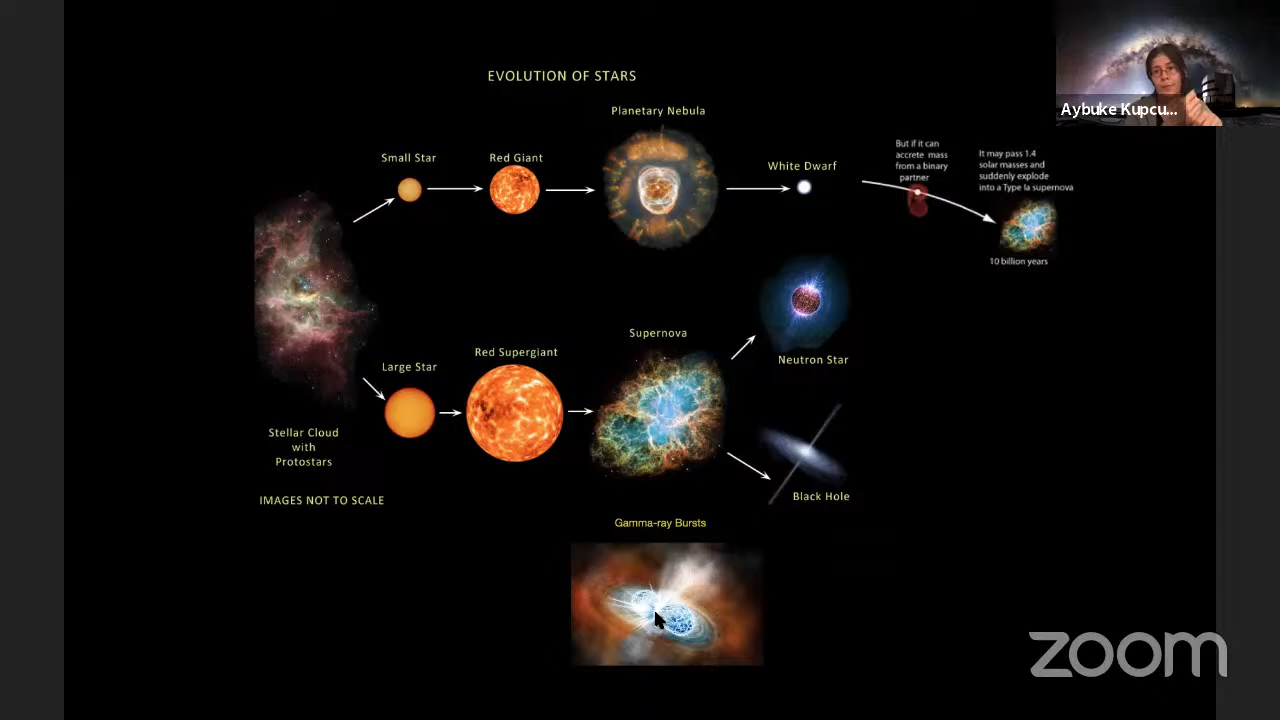 EVOLUTION OF STARS
Aybuke Kupcu...
Planetary Nebula
Small Star
Red Giant
White Dwarf
But if it can
accrete mass
from a binary
partner
It may pass 1.4
solar masses and
suddenly explode
into a Type Ia supernova
10 billion years
Supernova
Neutron Star
Red Supergiant
Large Star
Stellar Cloud
with
Protostars
Black Hole
IMAGES NOT TO SCALE
Gamma-ray Bursts
zoom